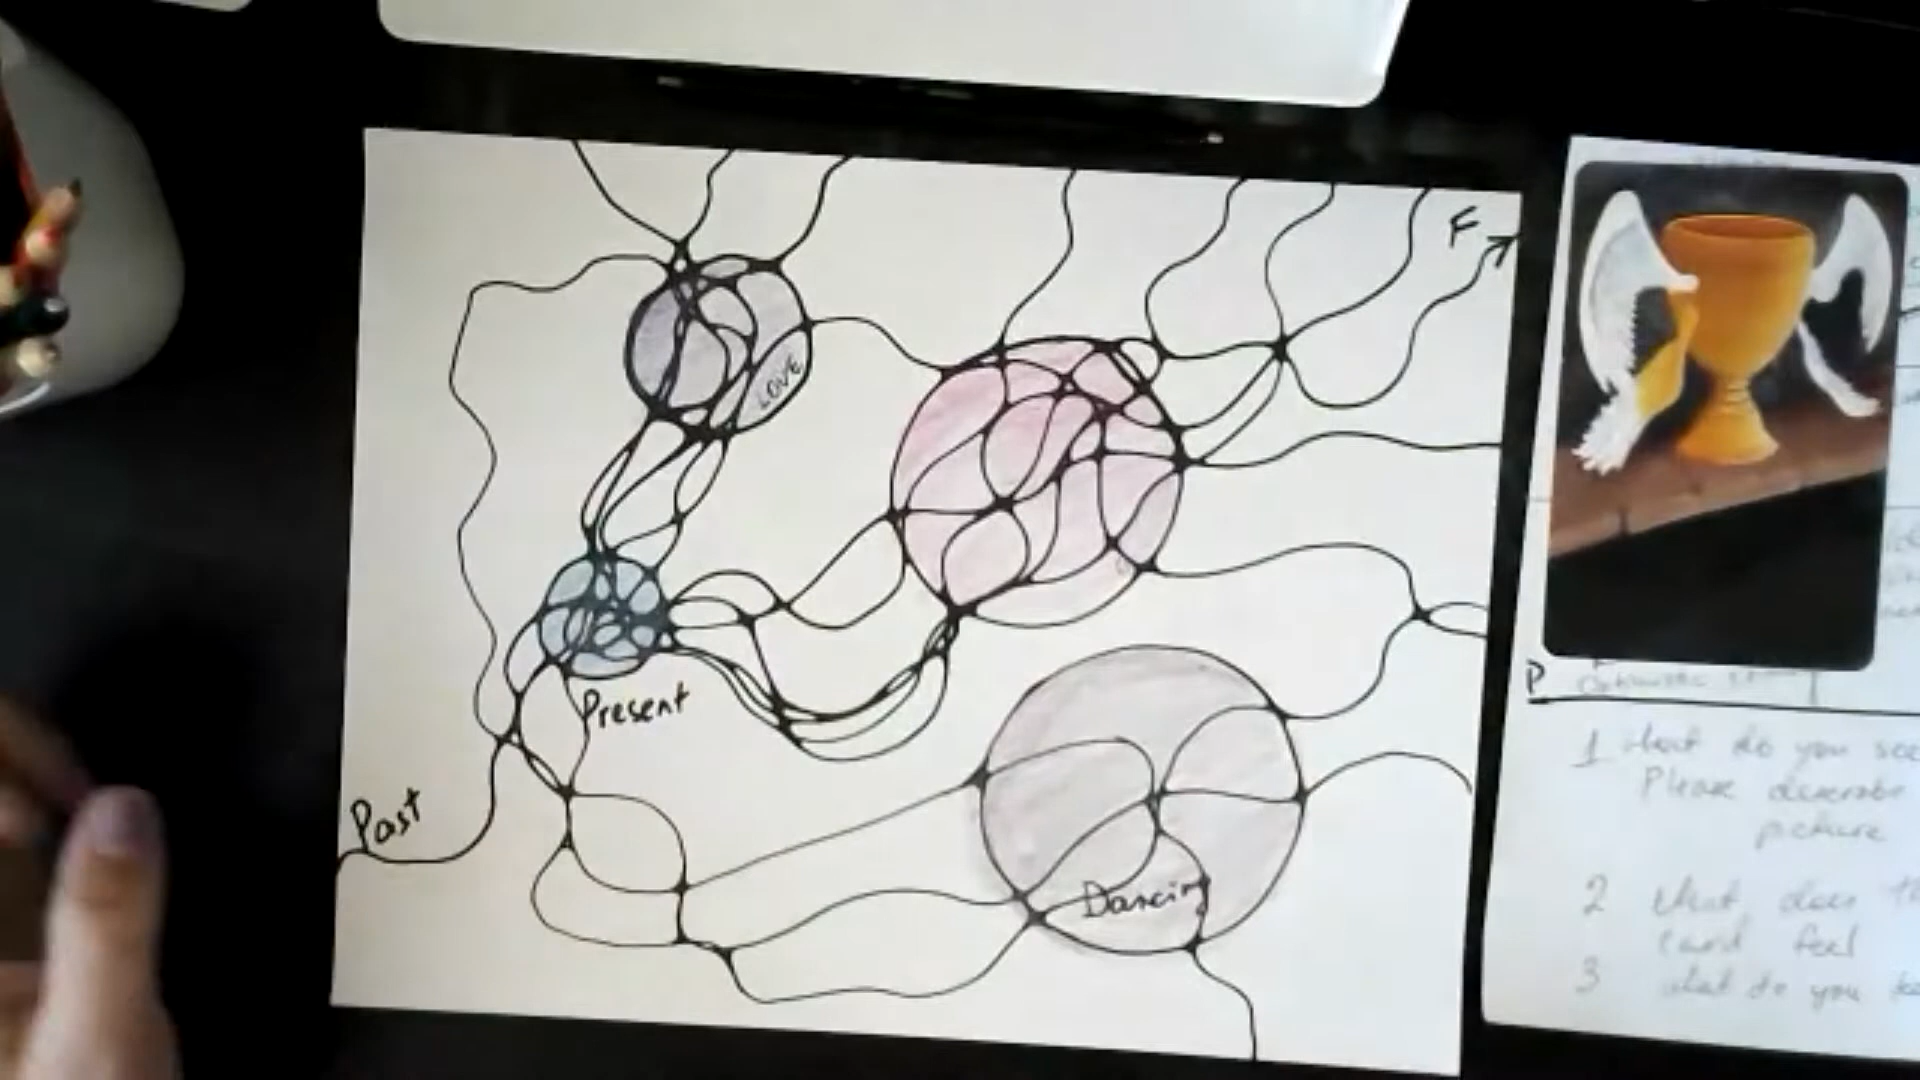 F
LOVE
Present
Past
Dancing
P
1 What do you see
Please describe
picture
2 What does
card feel
3 What do you